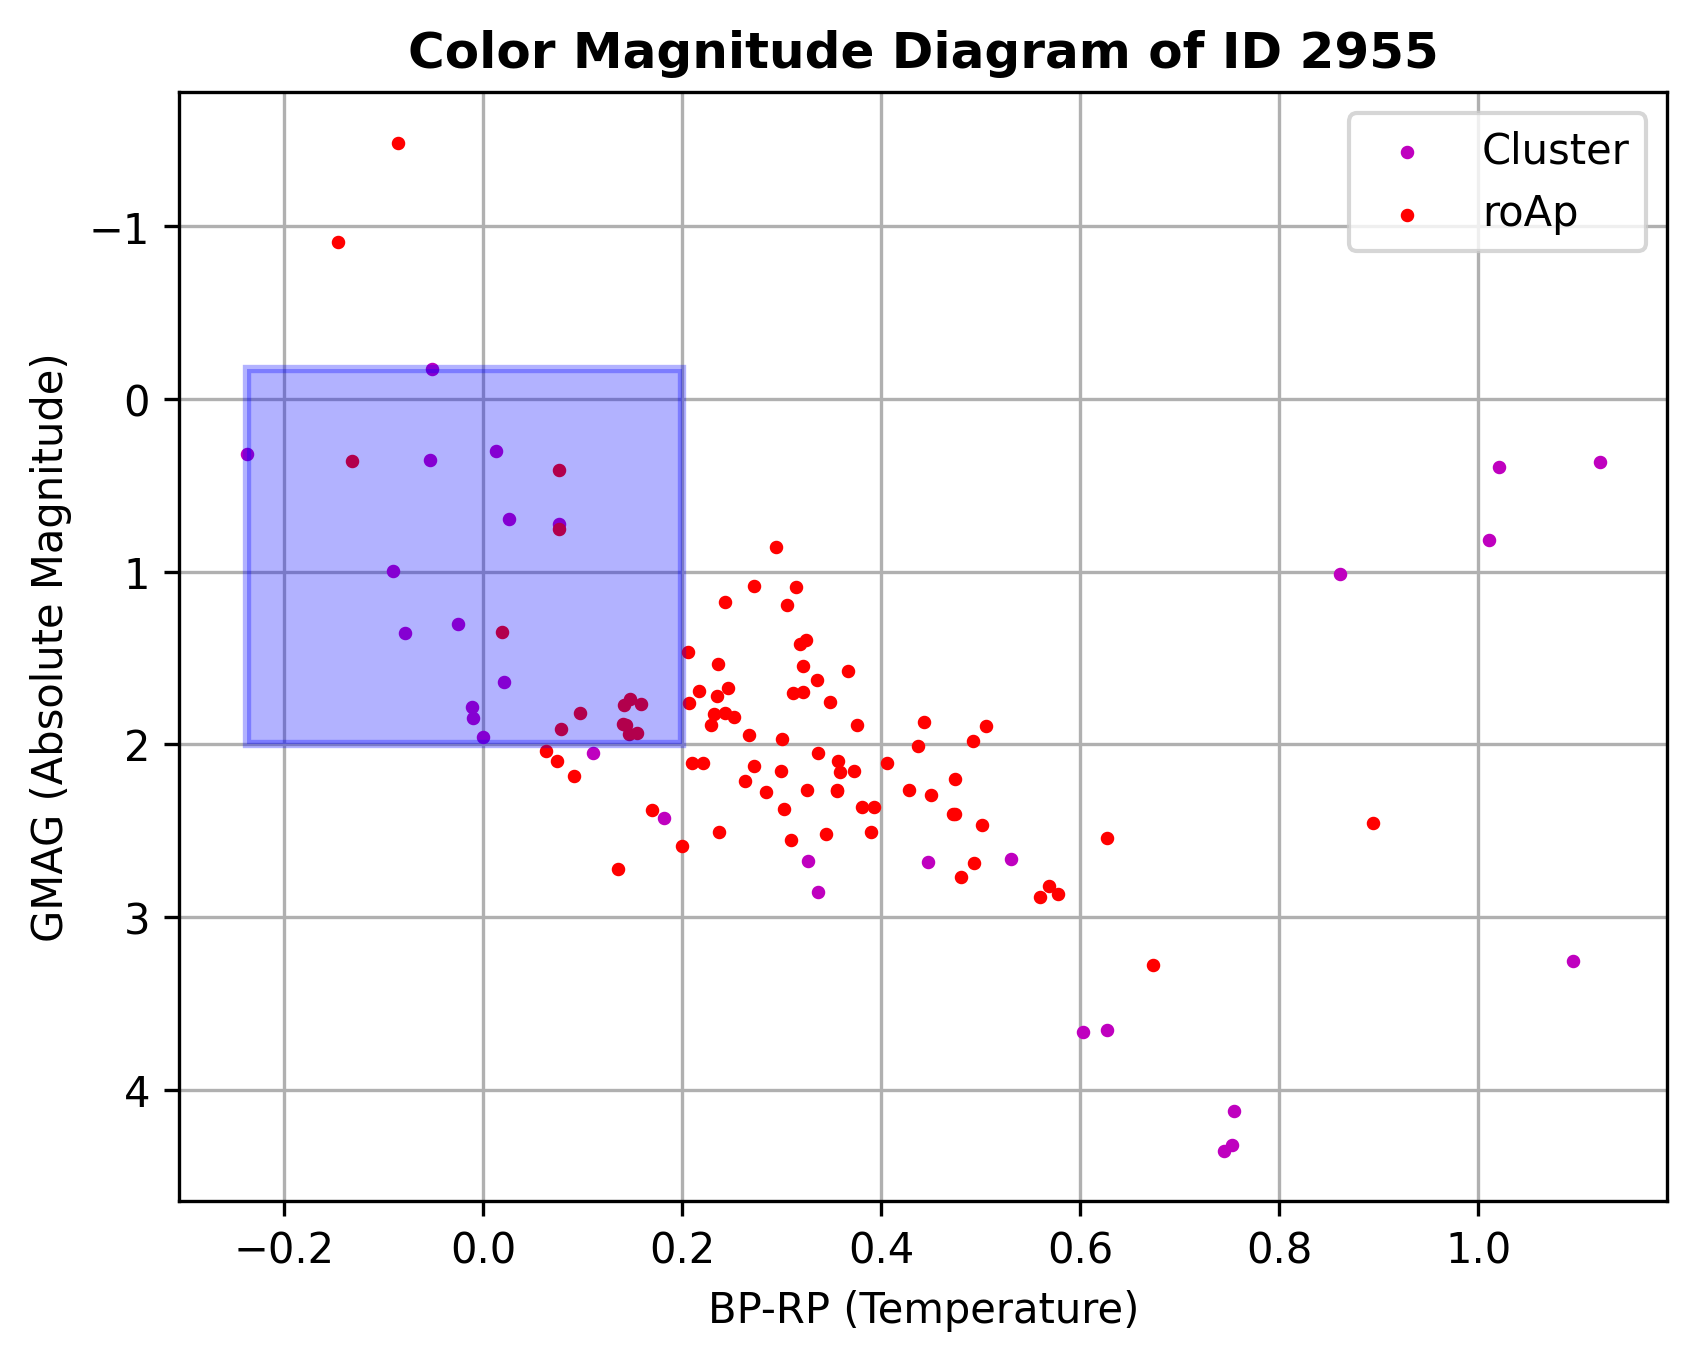 Color Magnitude Diagram of ID 2955
Cluster
roAp
−1
0
1
2
3
4
GMAG (Absolute Magnitude)
−0.2 0.0 0.2 0.4 0.6 0.8 1.0
BP-RP (Temperature)